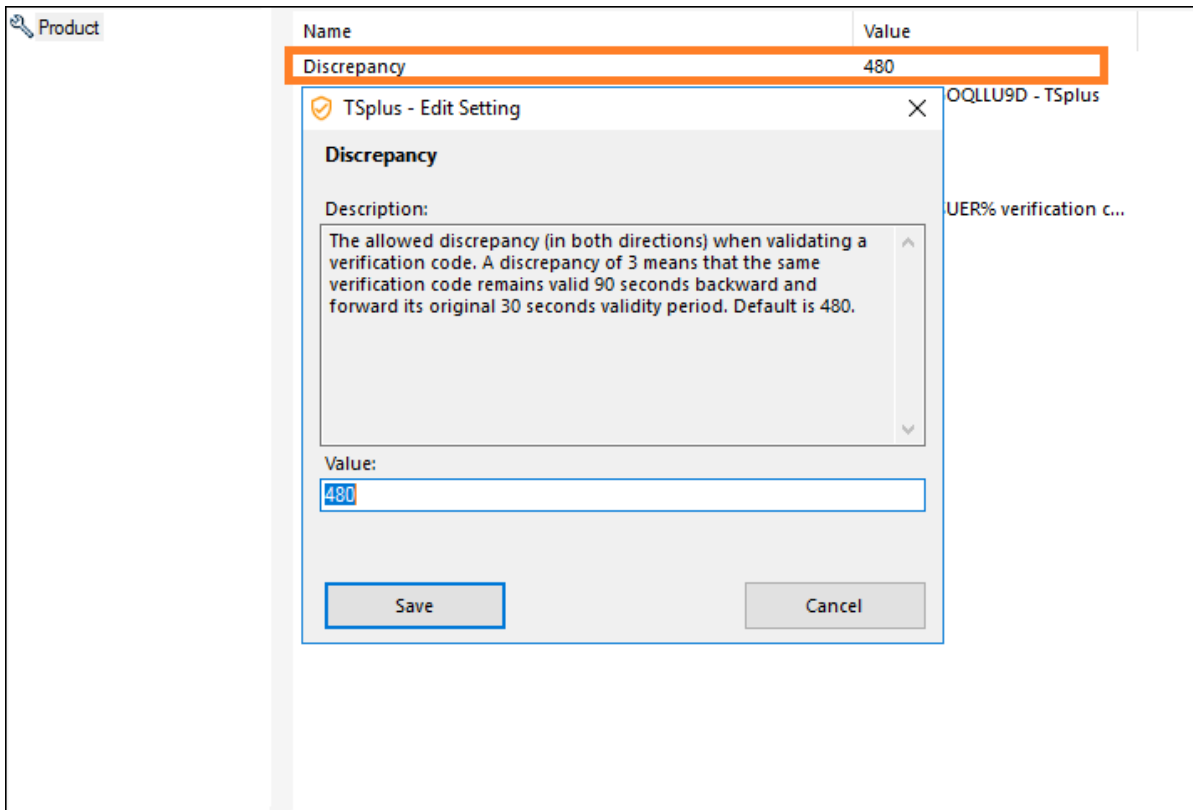 Product
Name Value
Discrepancy 480
OQLLU9D - TSplus
TSplus - Edit Setting
Discrepancy
Description:
UER% verification c...
The allowed discrepancy (in both directions) when validating a
verification code. A discrepancy of 3 means that the same
verification code remains valid 90 seconds backward and
forward its original 30 seconds validity period. Default is 480.
Value:
480
Save Cancel